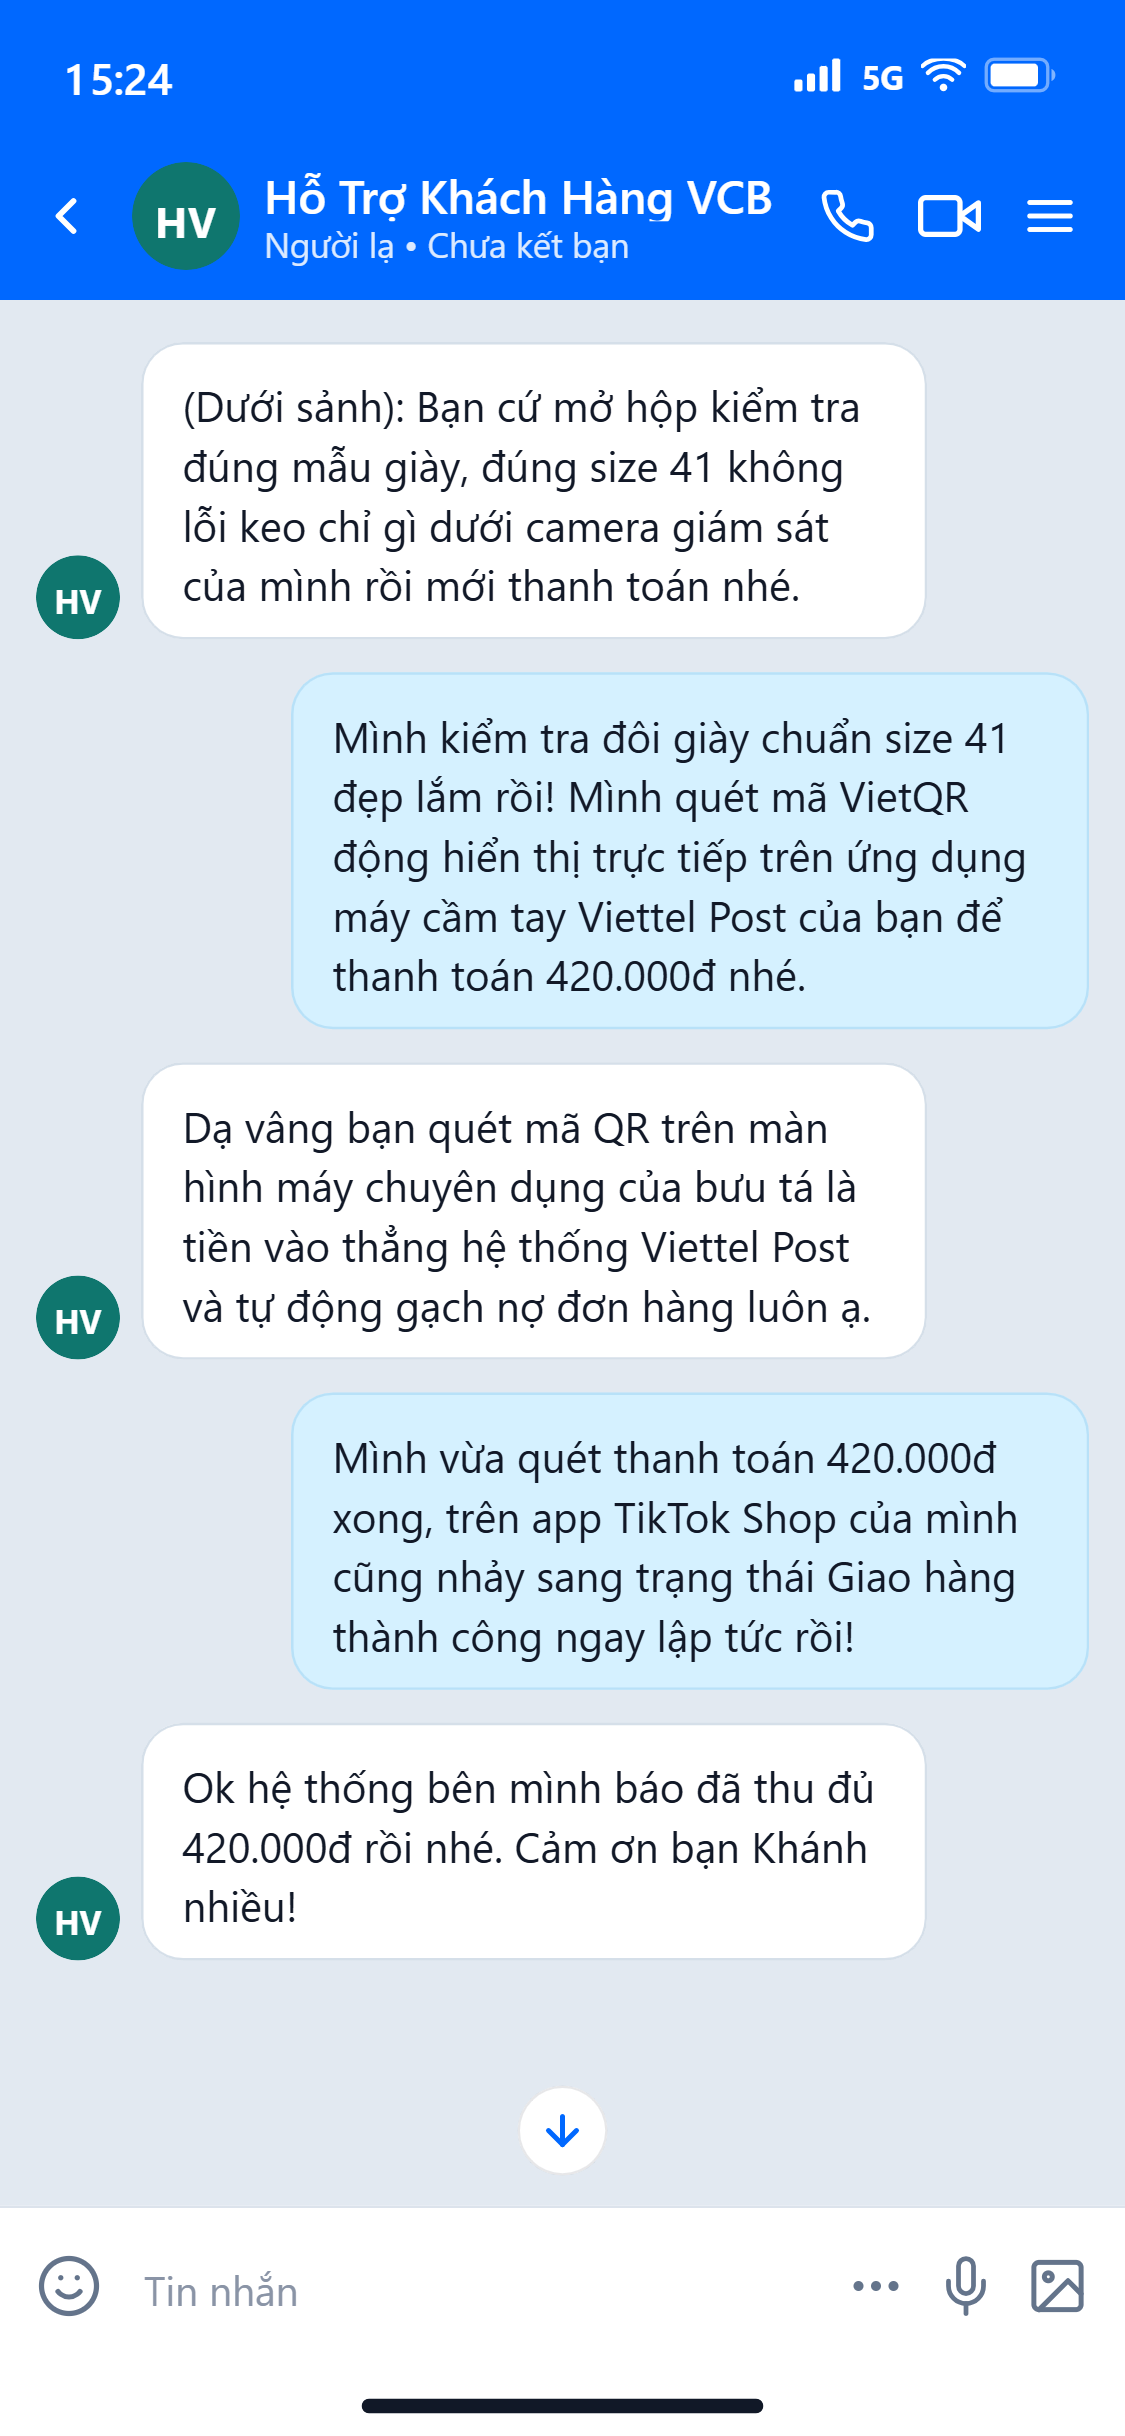 15:24
5G
HV
Hỗ Trợ Khách Hàng VCB
Người lạ • Chưa kết bạn
(Dưới sảnh): Bạn cứ mở hộp kiểm tra
đúng mẫu giày, đúng size 41 không
lỗi keo chỉ gì dưới camera giám sát
của mình rồi mới thanh toán nhé.
HV
Mình kiểm tra đôi giày chuẩn size 41
đẹp lắm rồi! Mình quét mã VietQR
động hiển thị trực tiếp trên ứng dụng
máy cầm tay Viettel Post của bạn để
thanh toán 420.000đ nhé.
Dạ vâng bạn quét mã QR trên màn
hình máy chuyên dụng của bưu tá là
tiền vào thẳng hệ thống Viettel Post
và tự động gạch nợ đơn hàng luôn ạ.
HV
Mình vừa quét thanh toán 420.000đ
xong, trên app TikTok Shop của mình
cũng nhảy sang trạng thái Giao hàng
thành công ngay lập tức rồi!
Ok hệ thống bên mình báo đã thu đủ
420.000đ rồi nhé. Cảm ơn bạn Khánh
nhiều!
HV
Tin nhắn